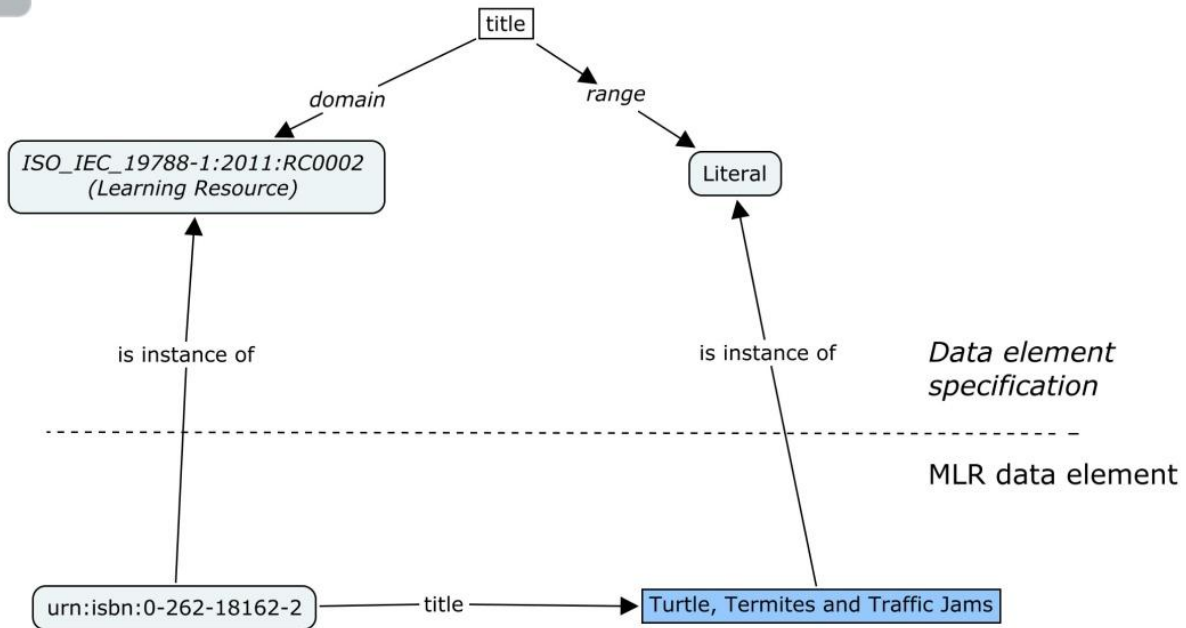 title
domain
range
ISO_IEC_19788-1:2011:RC0002
(Learning Resource)
Literal
is instance of
is instance of
Data element
specification
MLR data element
urn:isbn:0-262-18162-2
title
Turtle, Termites and Traffic Jams